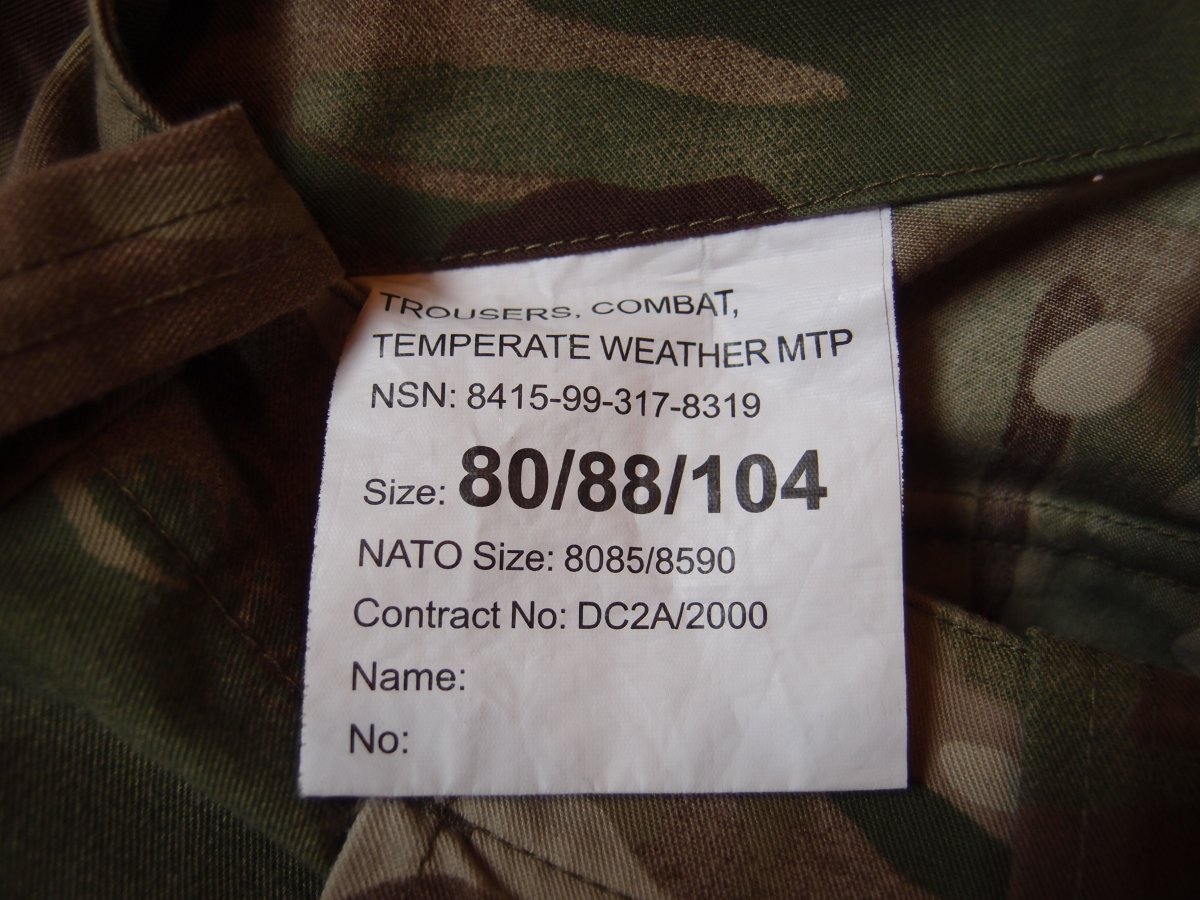 TROUSERS, COMBAT,
TEMPERATE WEATHER MTP
NSN: 8415-99-317-8319
Size: 80/88/104
NATO Size: 8085/8590
Contract No: DC2A/2000
Name:
No: